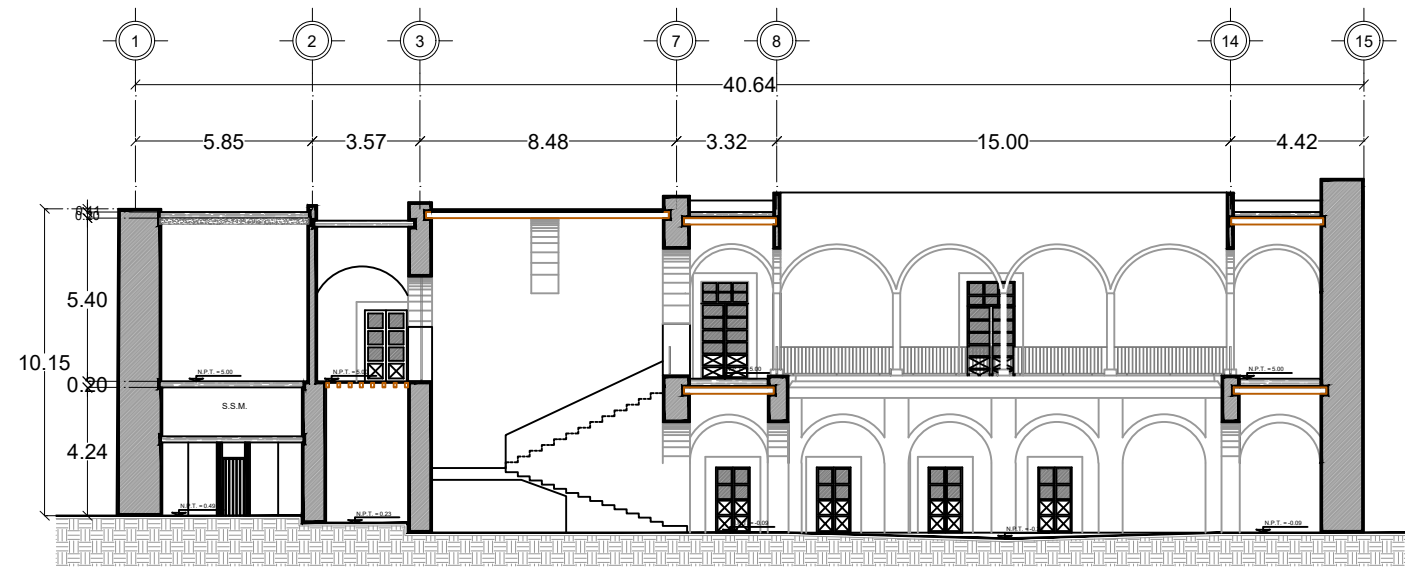 1 2 3 7 8 14 15
40.64
5.85 3.57 8.48 3.32 15.00 4.42
5.40
10.15
0.20
4.24
N.P.T. = 5.00
S.S.M.
N.P.T. = 0.49
N.P.T. = 0.23
N.P.T. = 5.00
N.P.T. = -0.09